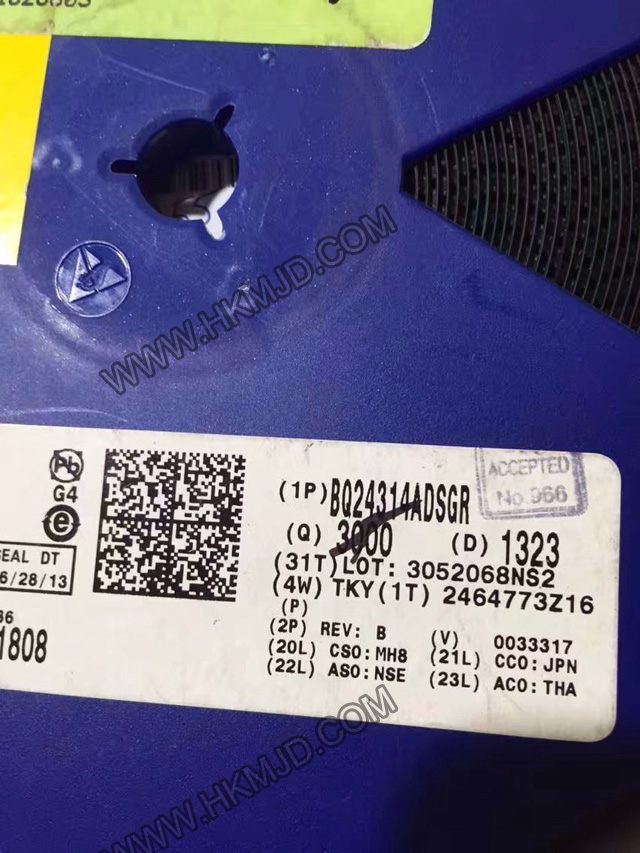 WWW.HKMJD.COM
Pb
G4
e
SEAL DT
6/28/13
1808
ACCEPTED
No.966
(1P) BQ24314ADSGR
(Q) 3000 (D) 1323
(31T) LOT: 3052068NS2
(4W) TKY (1T) 2464773Z16
(P)
(2P) REV: B (V) 0033317
(20L) CSO: MH8 (21L) CCO: JPN
(22L) ASO: NSE (23L) ACO: THA
WWW.HKMJD.COM